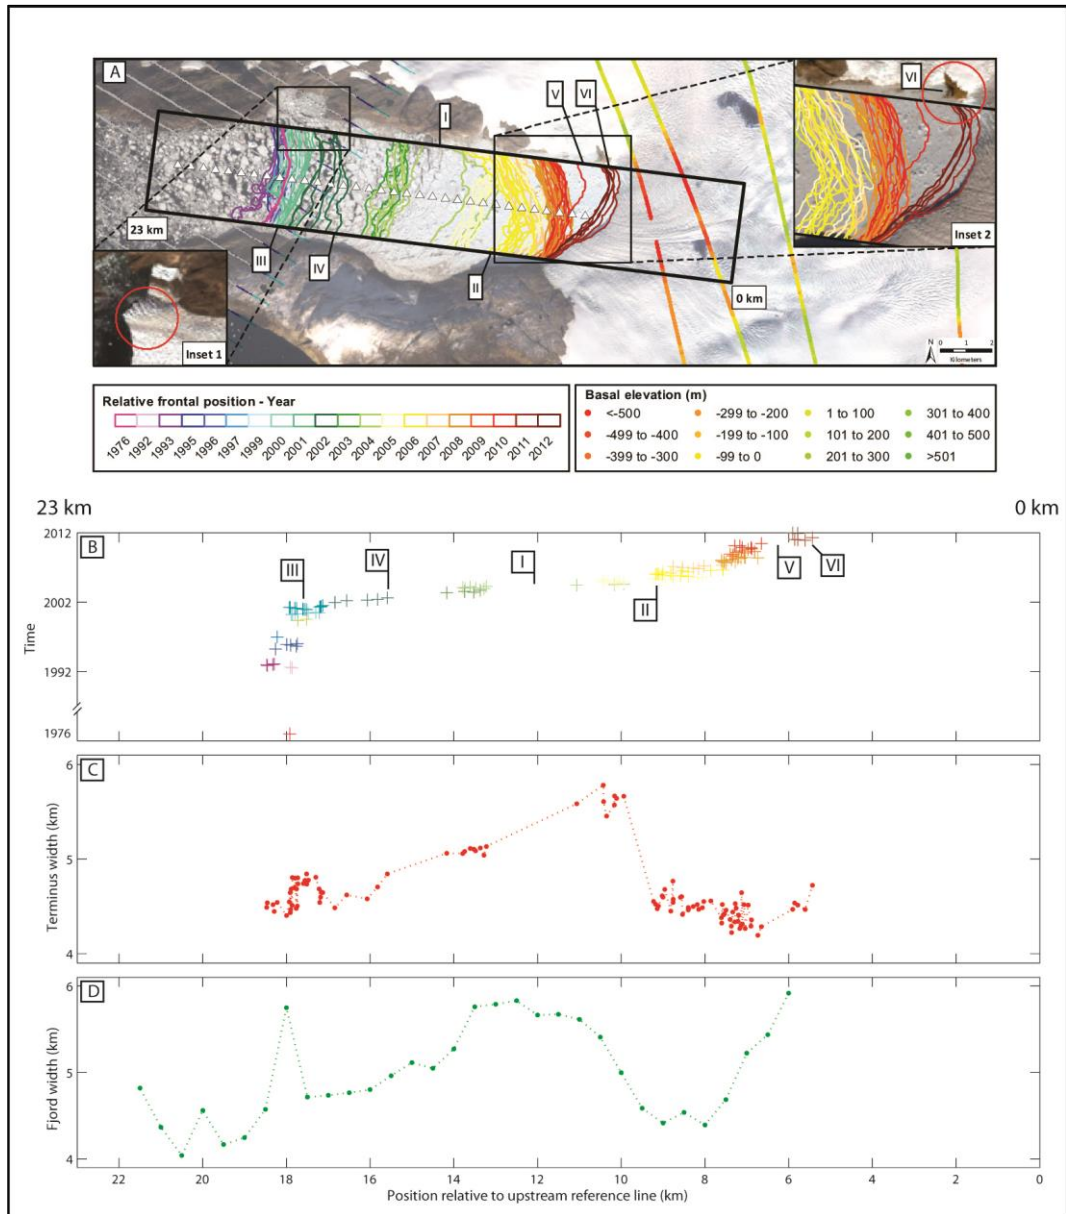 A
I
V
VI
VI
23 km
III
IV
II
0 km
Inset 1
Inset 2
N
0 1 2
Kilometers
Relative frontal position - Year
1976 1992 1993 1995 1996 1997 1999 2000 2001 2002 2003 2004 2005 2006 2007 2008 2009 2010 2011 2012
Basal elevation (m)
<-500 -299 to -200 1 to 100 301 to 400
-499 to -400 -199 to -100 101 to 200 401 to 500
-399 to -300 -99 to 0 201 to 300 >501
23 km 0 km
B
2012
2002
1992
1976
Time
III
IV
I
II
V
VI
C
6
5
4
Terminus width (km)
D
6
5
4
Fjord width (km)
22 20 18 16 14 12 10 8 6 4 2 0
Position relative to upstream reference line (km)